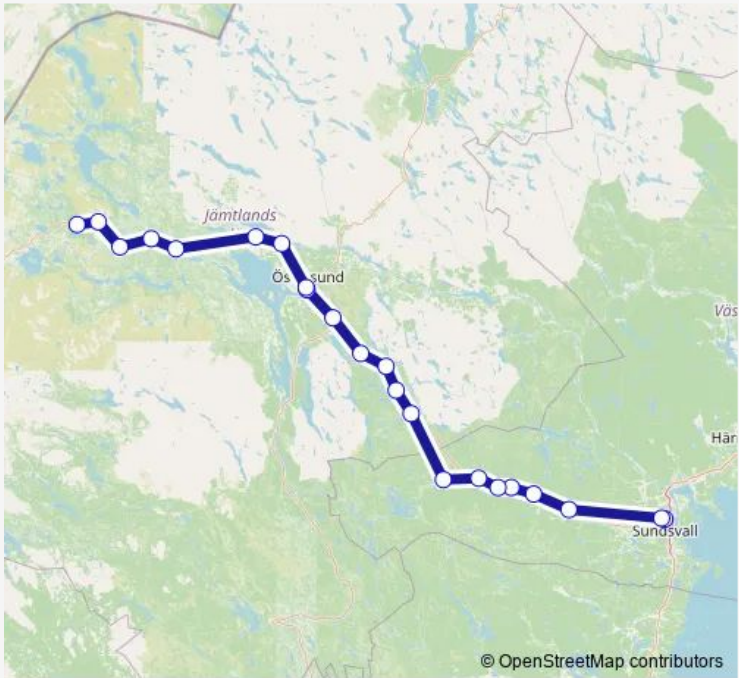 Jämtlands
Ös sund
Väs
Här
Sundsvall
© OpenStreetMap contributors